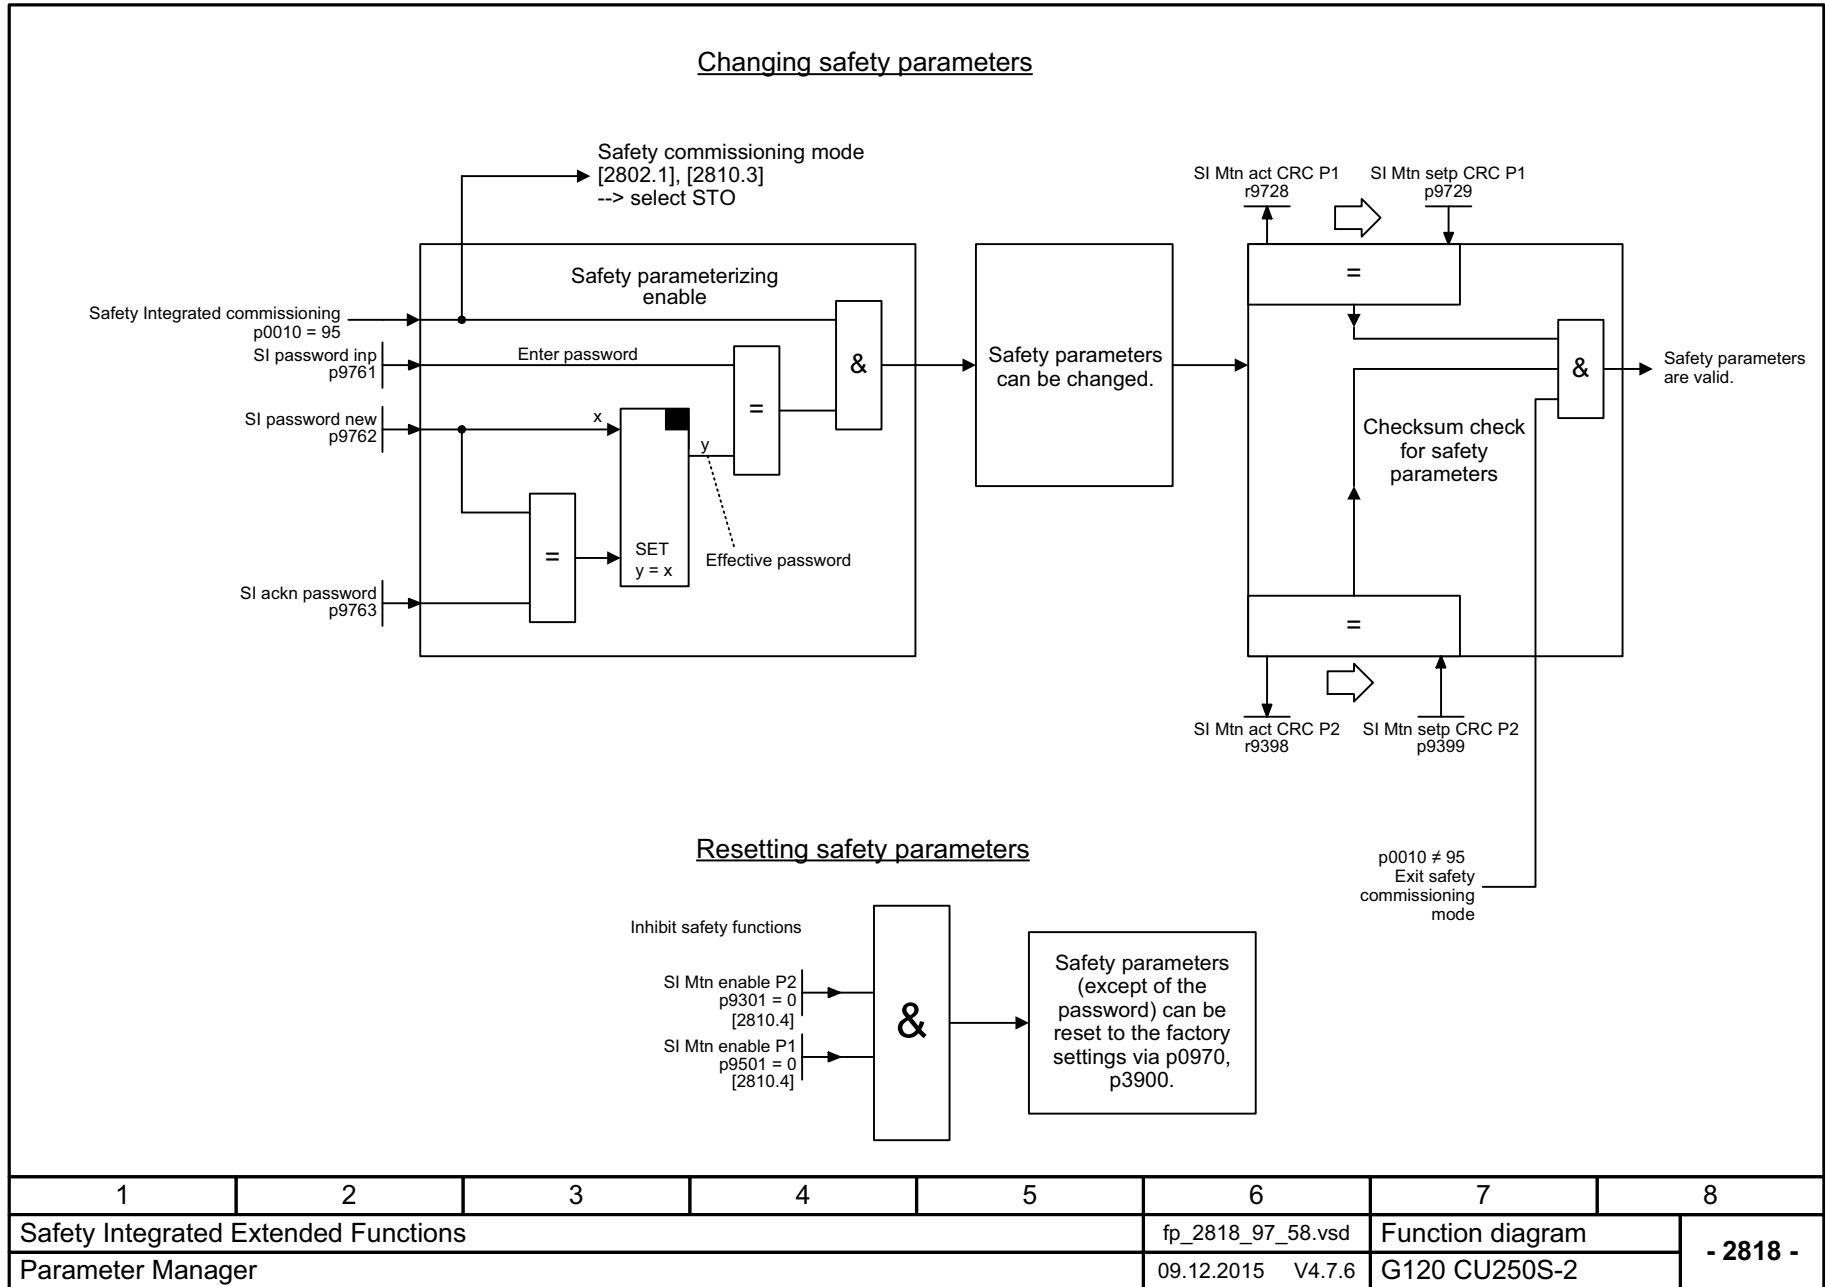 Changing safety parameters
Safety commissioning mode
[2802.1], [2810.3]
--> select STO
SI Mtn act CRC P1
r9728
SI Mtn setp CRC P1
p9729
Safety parameterizing
enable
=
Safety Integrated commissioning
p0010 = 95
SI password inp
p9761
Enter password
&
Safety parameters
can be changed.
&
Safety parameters
are valid.
SI password new
p9762
x
=
y
Checksum check
for safety
parameters
=
SET
y = x
Effective password
SI ackn password
p9763
=
SI Mtn act CRC P2
r9398
SI Mtn setp CRC P2
p9399
Resetting safety parameters
p0010 ≠ 95
Exit safety
commissioning
mode
Inhibit safety functions
SI Mtn enable P2
p9301 = 0
[2810.4]
SI Mtn enable P1
p9501 = 0
[2810.4]
&
Safety parameters
(except of the
password) can be
reset to the factory
settings via p0970,
p3900.
1 2 3 4 5 6 7 8
Safety Integrated Extended Functions
fp_2818_97_58.vsd
Function diagram
- 2818 -
Parameter Manager
09.12.2015 V4.7.6
G120 CU250S-2